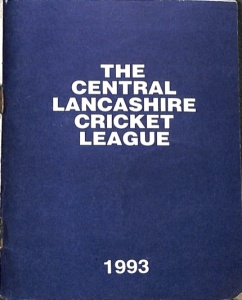 THE
CENTRAL
LANCASHIRE
CRICKET
LEAGUE
1993